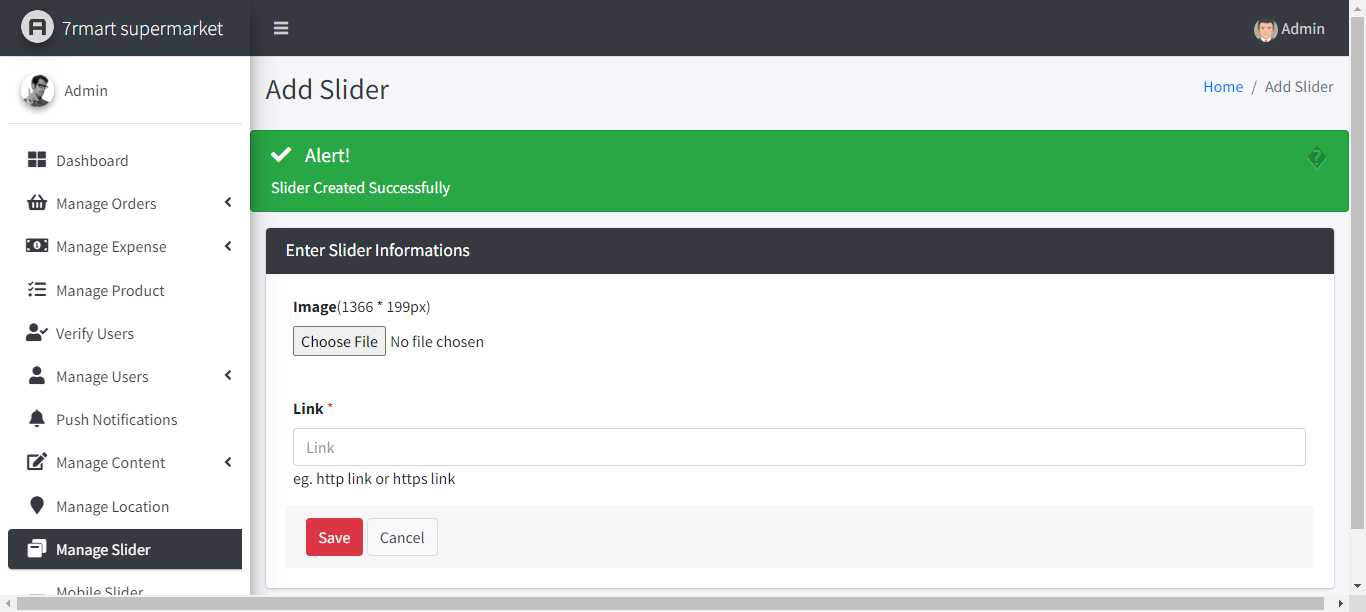 7rmart supermarket
Admin
Admin
Add Slider
Home / Add Slider
Alert!
Slider Created Successfully
Dashboard
Manage Orders
Manage Expense
Manage Product
Verify Users
Manage Users
Push Notifications
Manage Content
Manage Location
Manage Slider
Mobile Slider
Enter Slider Informations
Image(1366 * 199px)
Choose File No file chosen
Link *
Link
eg. http link or https link
Save
Cancel